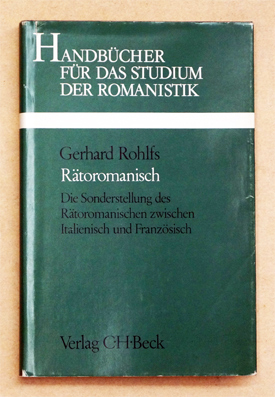 HANDBÜCHER
FÜR DAS STUDIUM
DER ROMANISTIK
Gerhard Rohlfs
Rätoromanisch
Die Sonderstellung des
Rätoromanischen zwischen
Italienisch und Französisch
Verlag C·H·Beck